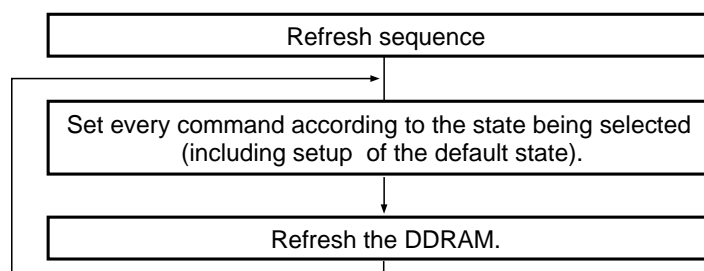 Refresh sequence
Set every command according to the state being selected
(including setup of the default state).
Refresh the DDRAM.